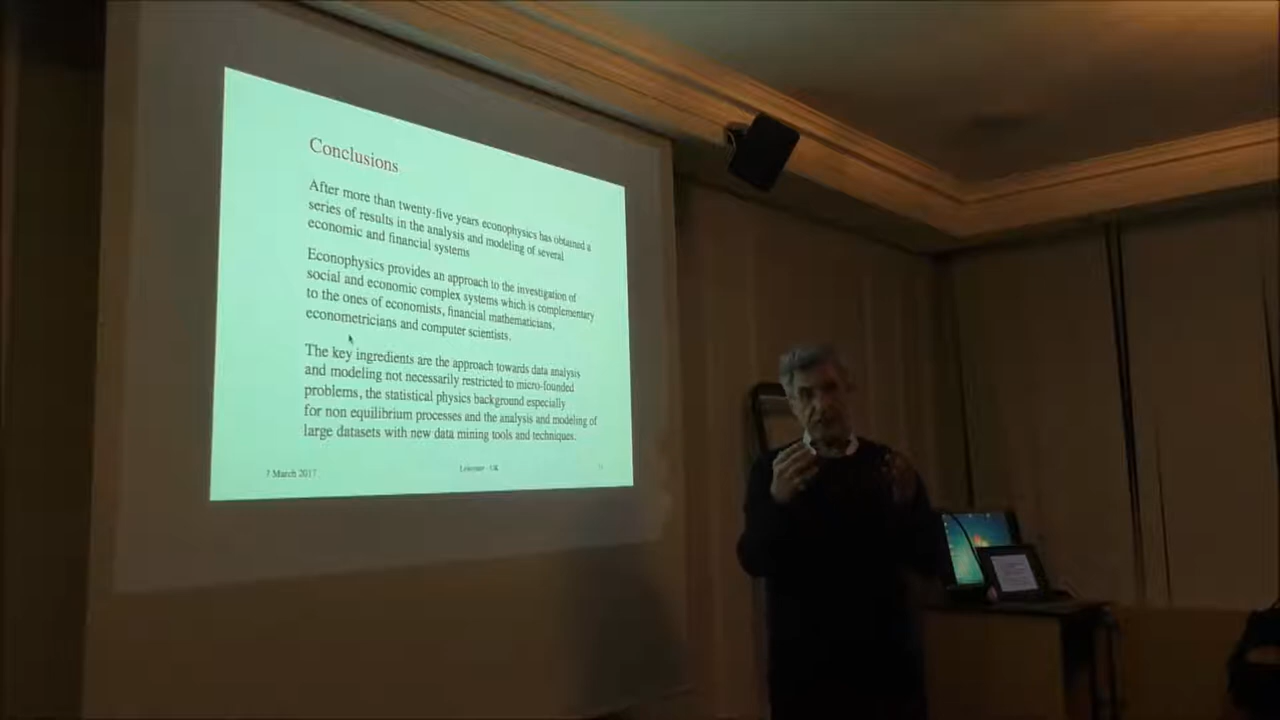 Conclusions
After more than twenty-five years econophysics has obtained a
series of results in the analysis and modeling of several
economic and financial systems
Econophysics provides an approach to the investigation of
social and economic complex systems which is complementary
to the ones of economists, financial mathematicians,
econometricians and computer scientists.
The key ingredients are the approach towards data analysis
and modeling not necessarily restricted to micro-founded
problems, the statistical physics background especially
for non equilibrium processes and the analysis and modeling of
large datasets with new data mining tools and techniques.
7 March 2017
Leicester - UK